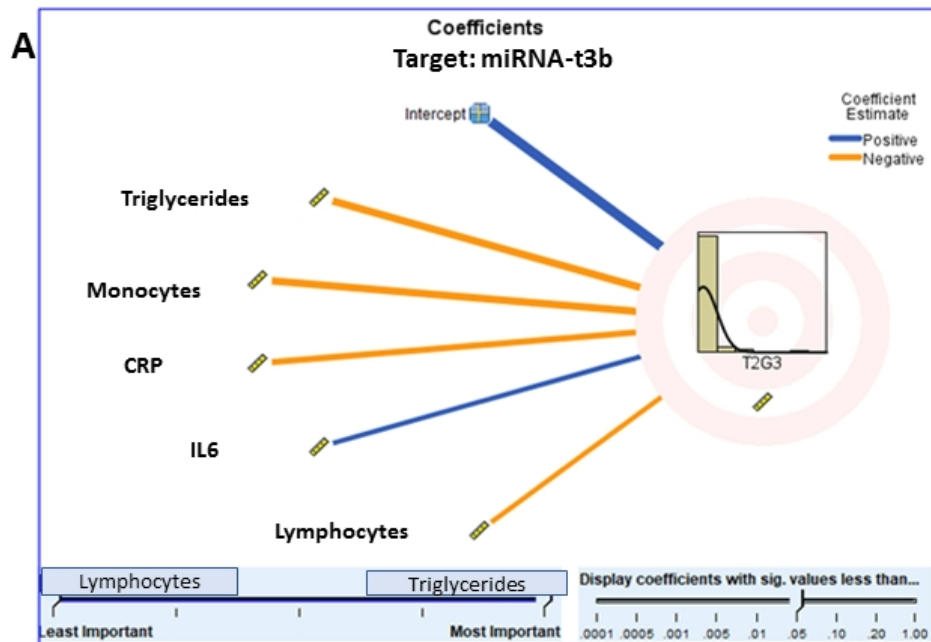 A
Coefficients
Target: miRNA-t3b
Intercept
Coefficient
Estimate
Positive
Negative
Triglycerides
Monocytes
CRP
IL6
Lymphocytes
T2G3
Lymphocytes
Triglycerides
Least Important
Most Important
Display coefficients with sig. values less than...
.0001 .0005 .001 .005 .01 .05 .10 .20 1.00